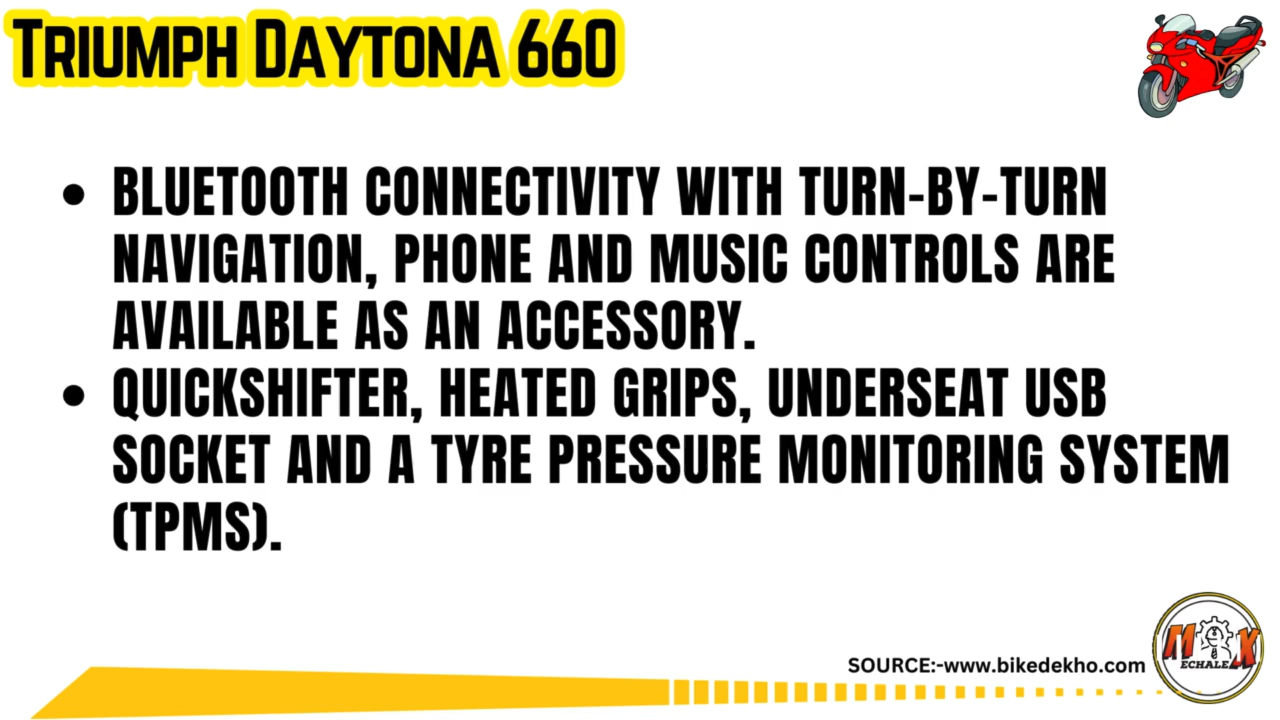 TRIUMPH DAYTONA 660
• BLUETOOTH CONNECTIVITY WITH TURN-BY-TURN
NAVIGATION, PHONE AND MUSIC CONTROLS ARE
AVAILABLE AS AN ACCESSORY.
• QUICKSHIFTER, HEATED GRIPS, UNDERSEAT USB
SOCKET AND A TYRE PRESSURE MONITORING SYSTEM
(TPMS).
SOURCE:-www.bikedekho.com
M X
ECHALE